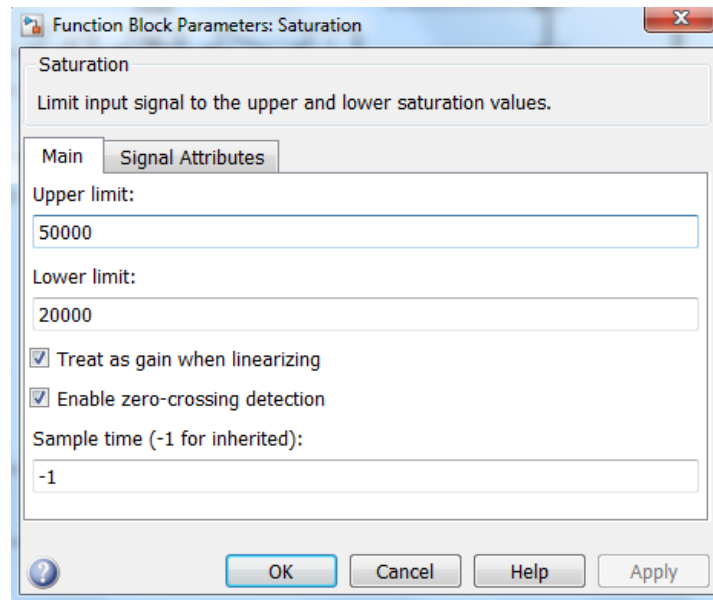 Function Block Parameters: Saturation
Saturation
Limit input signal to the upper and lower saturation values.
Main Signal Attributes
Upper limit:
50000
Lower limit:
20000
Treat as gain when linearizing
Enable zero-crossing detection
Sample time (-1 for inherited):
-1
OK Cancel Help Apply